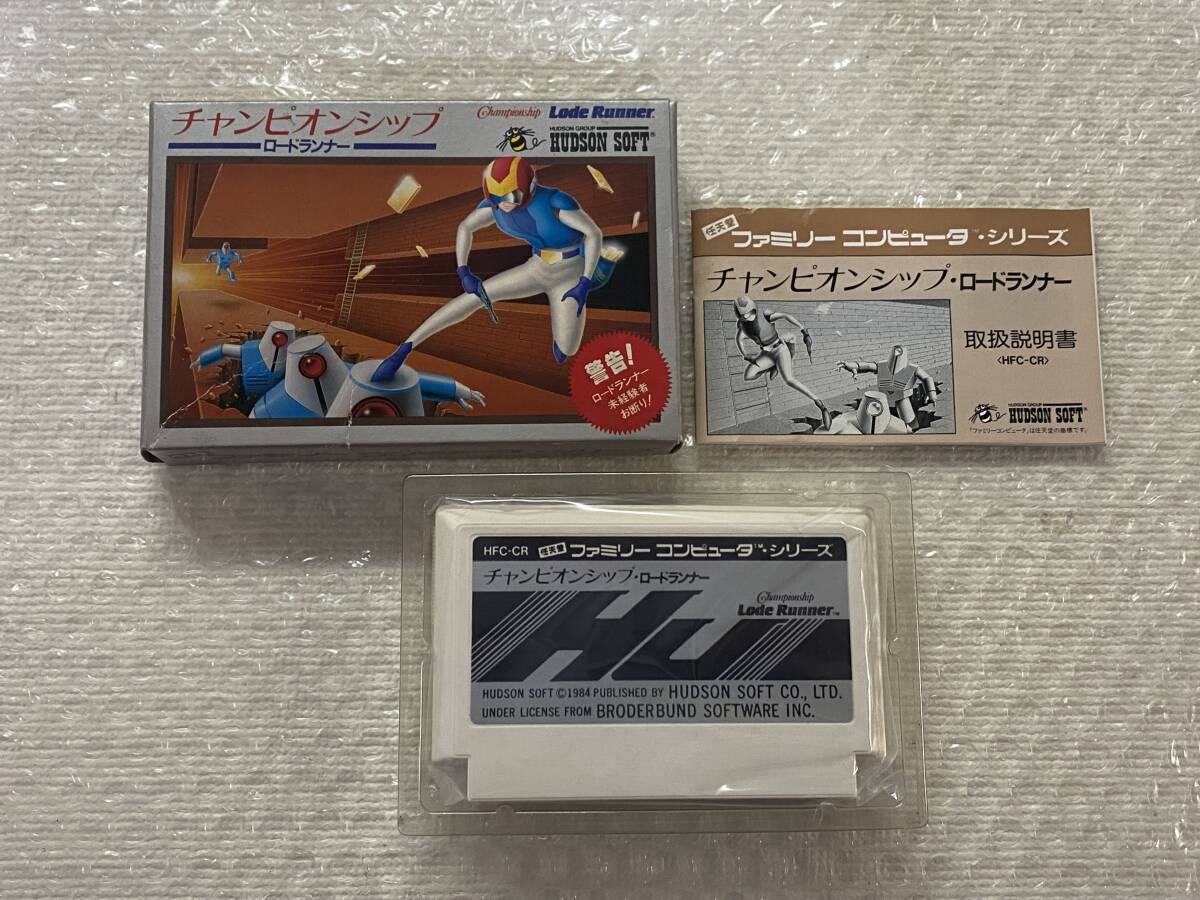 チャンピオンシップ
ロードランナー
Championship Lode Runner
HUDSON GROUP
HUDSON SOFT®
警告!
ロードランナー
未経験者
お断り!
任天堂 ファミリー コンピュータ™・シリーズ
チャンピオンシップ・ロードランナー
取扱説明書
〈HFC-CR〉
HUDSON GROUP
HUDSON SOFT®
「ファミリーコンピュータ」は任天堂の商標です。
HFC-CR 任天堂 ファミリー コンピュータ™・シリーズ
チャンピオンシップ・ロードランナー
Championship
Lode Runner™
HU
HUDSON SOFT ©1984 PUBLISHED BY HUDSON SOFT CO., LTD.
UNDER LICENSE FROM BRODERBUND SOFTWARE INC.